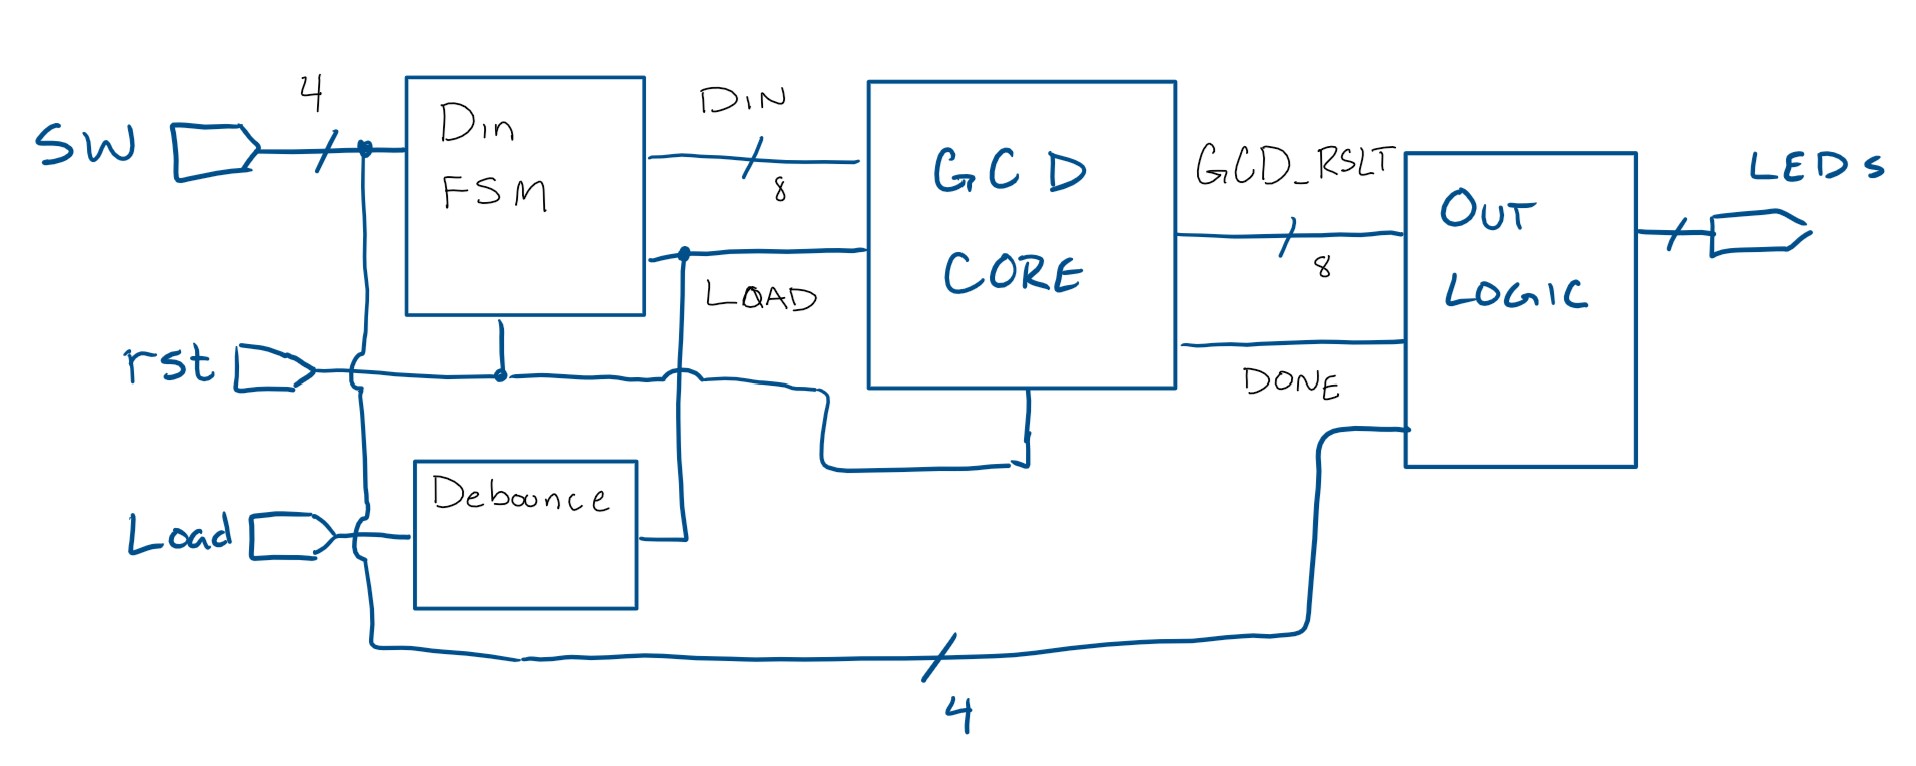 4
SW
Din
FSM
DIN
8
GCD
CORE
GCD_RSLT
8
OUT
LOGIC
LEDs
LOAD
rst
DONE
Load
Debounce
4